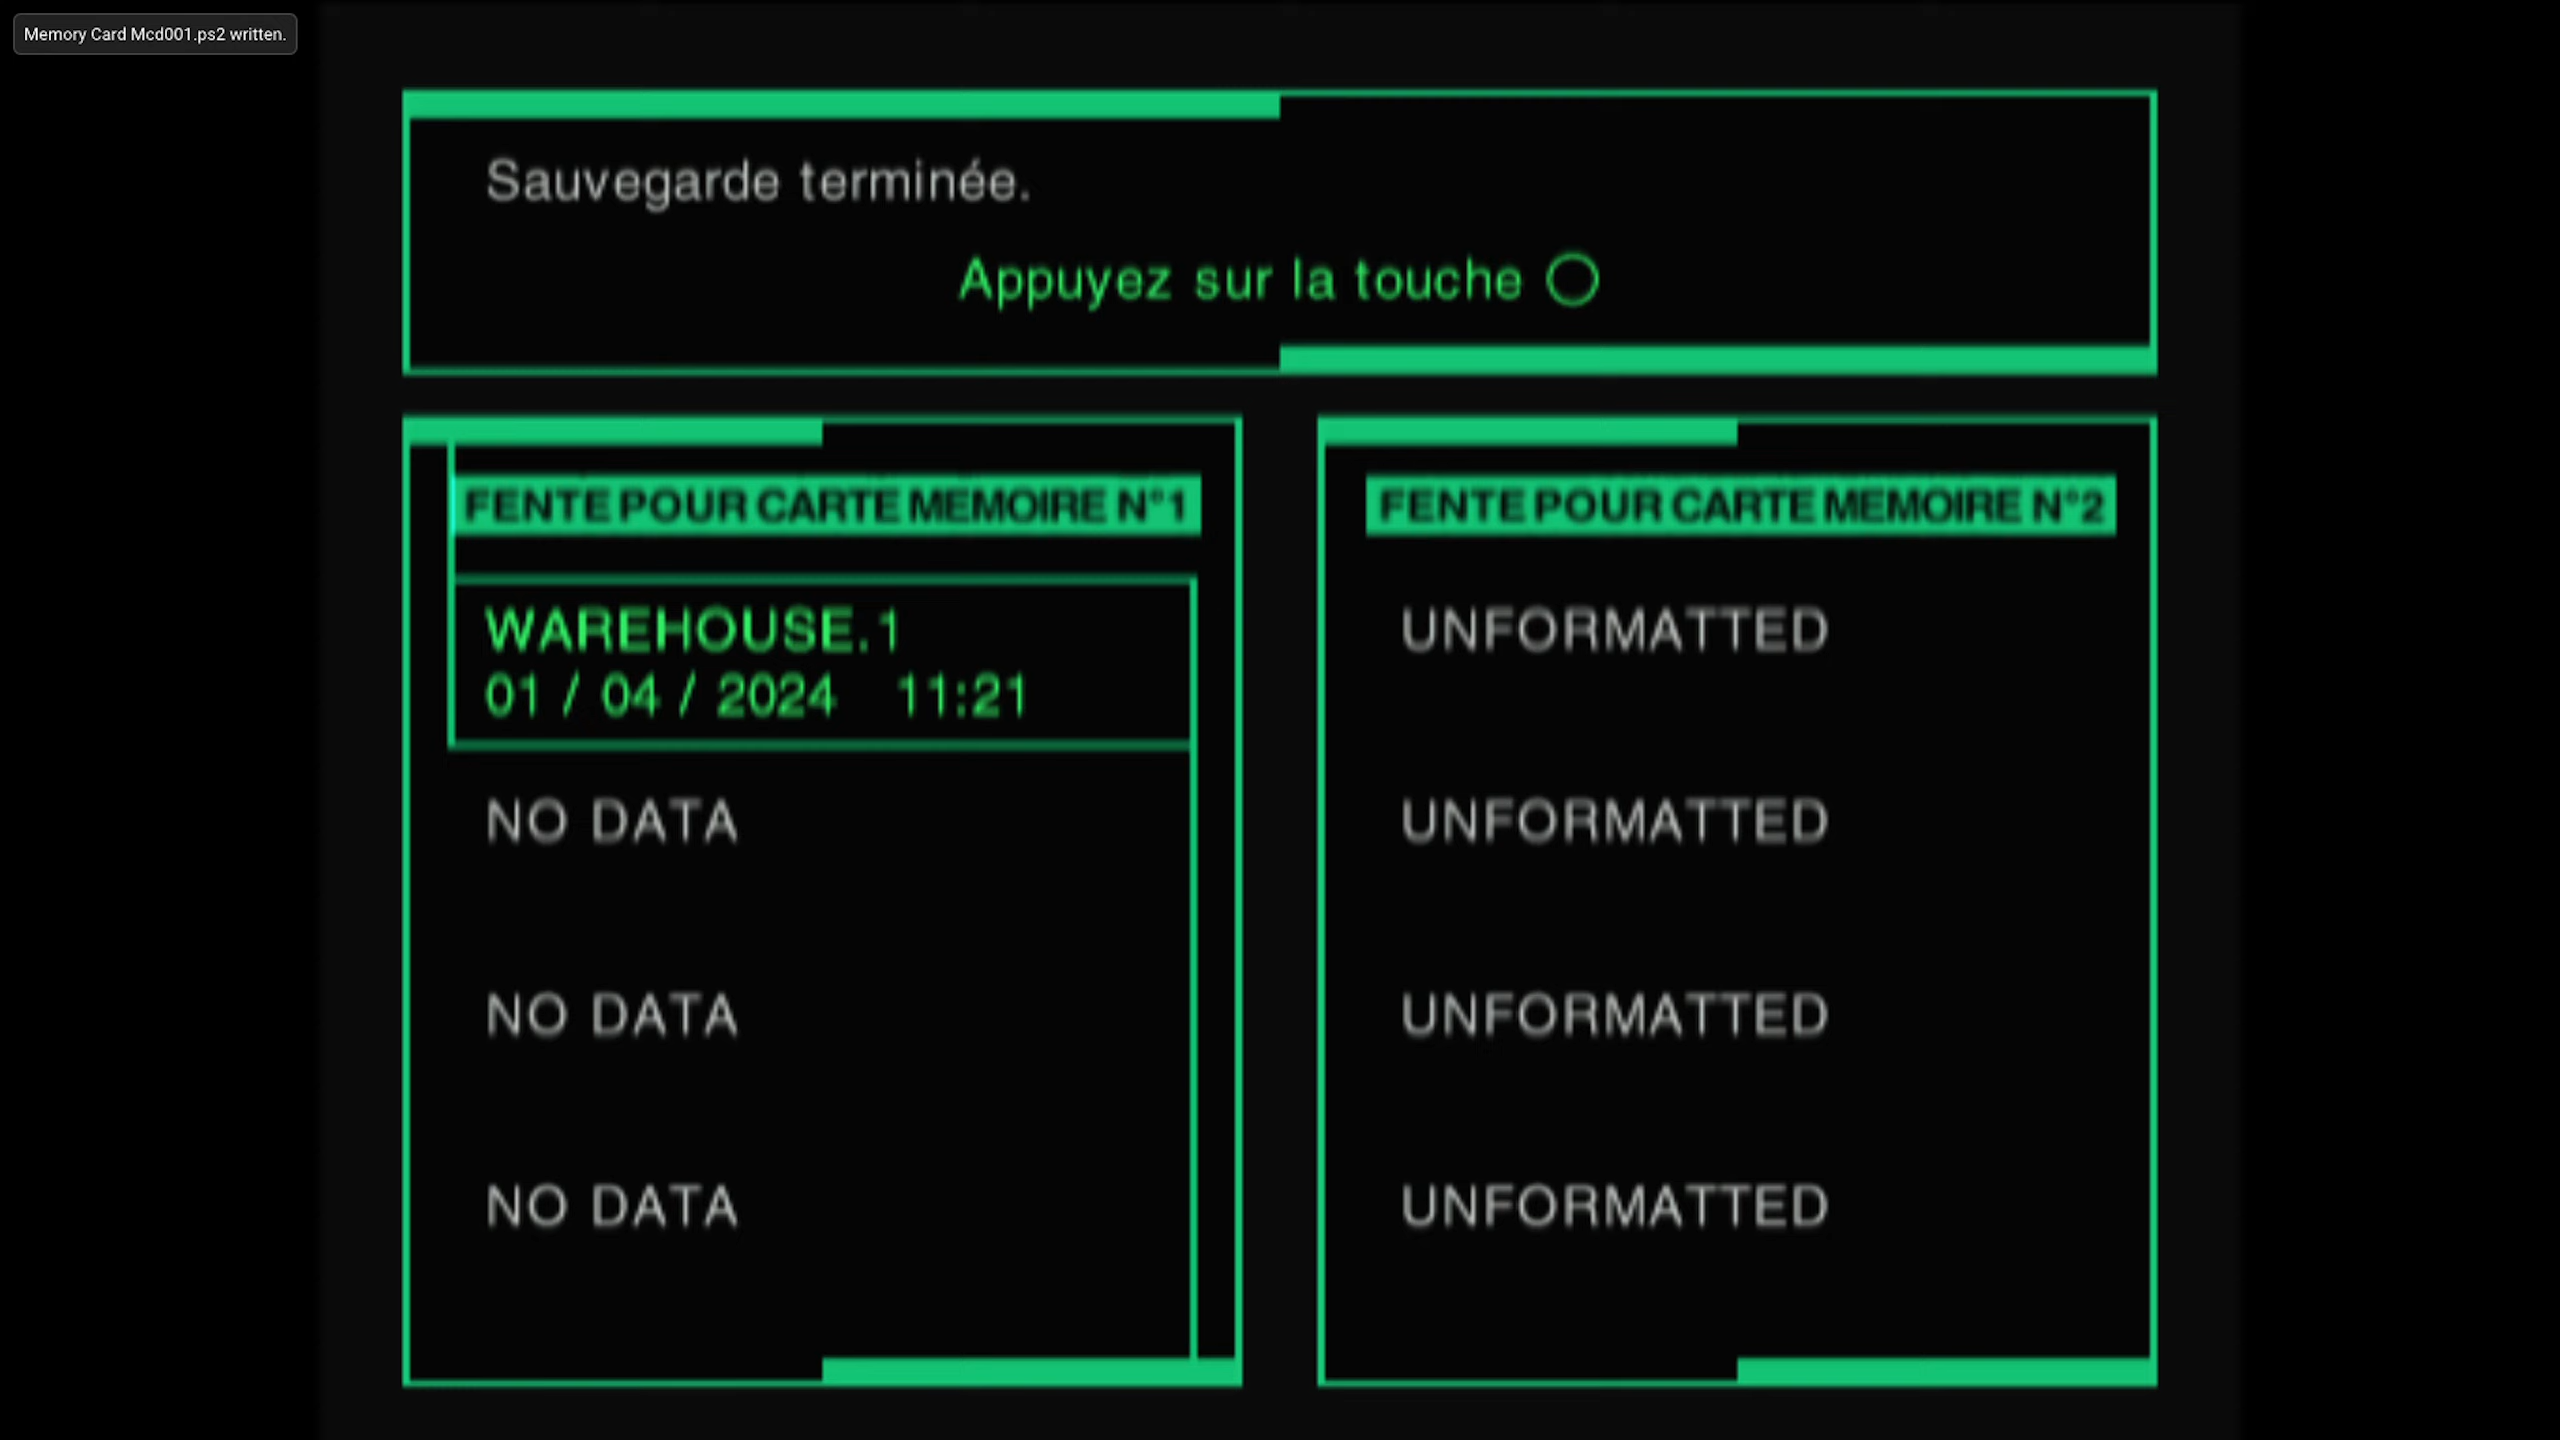 Memory Card Mcd001.ps2 written.
Sauvegarde terminée.
Appuyez sur la touche ○
FENTE POUR CARTE MEMOIRE N°1
WAREHOUSE.1
01 / 04 / 2024 11:21
NO DATA
NO DATA
NO DATA
FENTE POUR CARTE MEMOIRE N°2
UNFORMATTED
UNFORMATTED
UNFORMATTED
UNFORMATTED